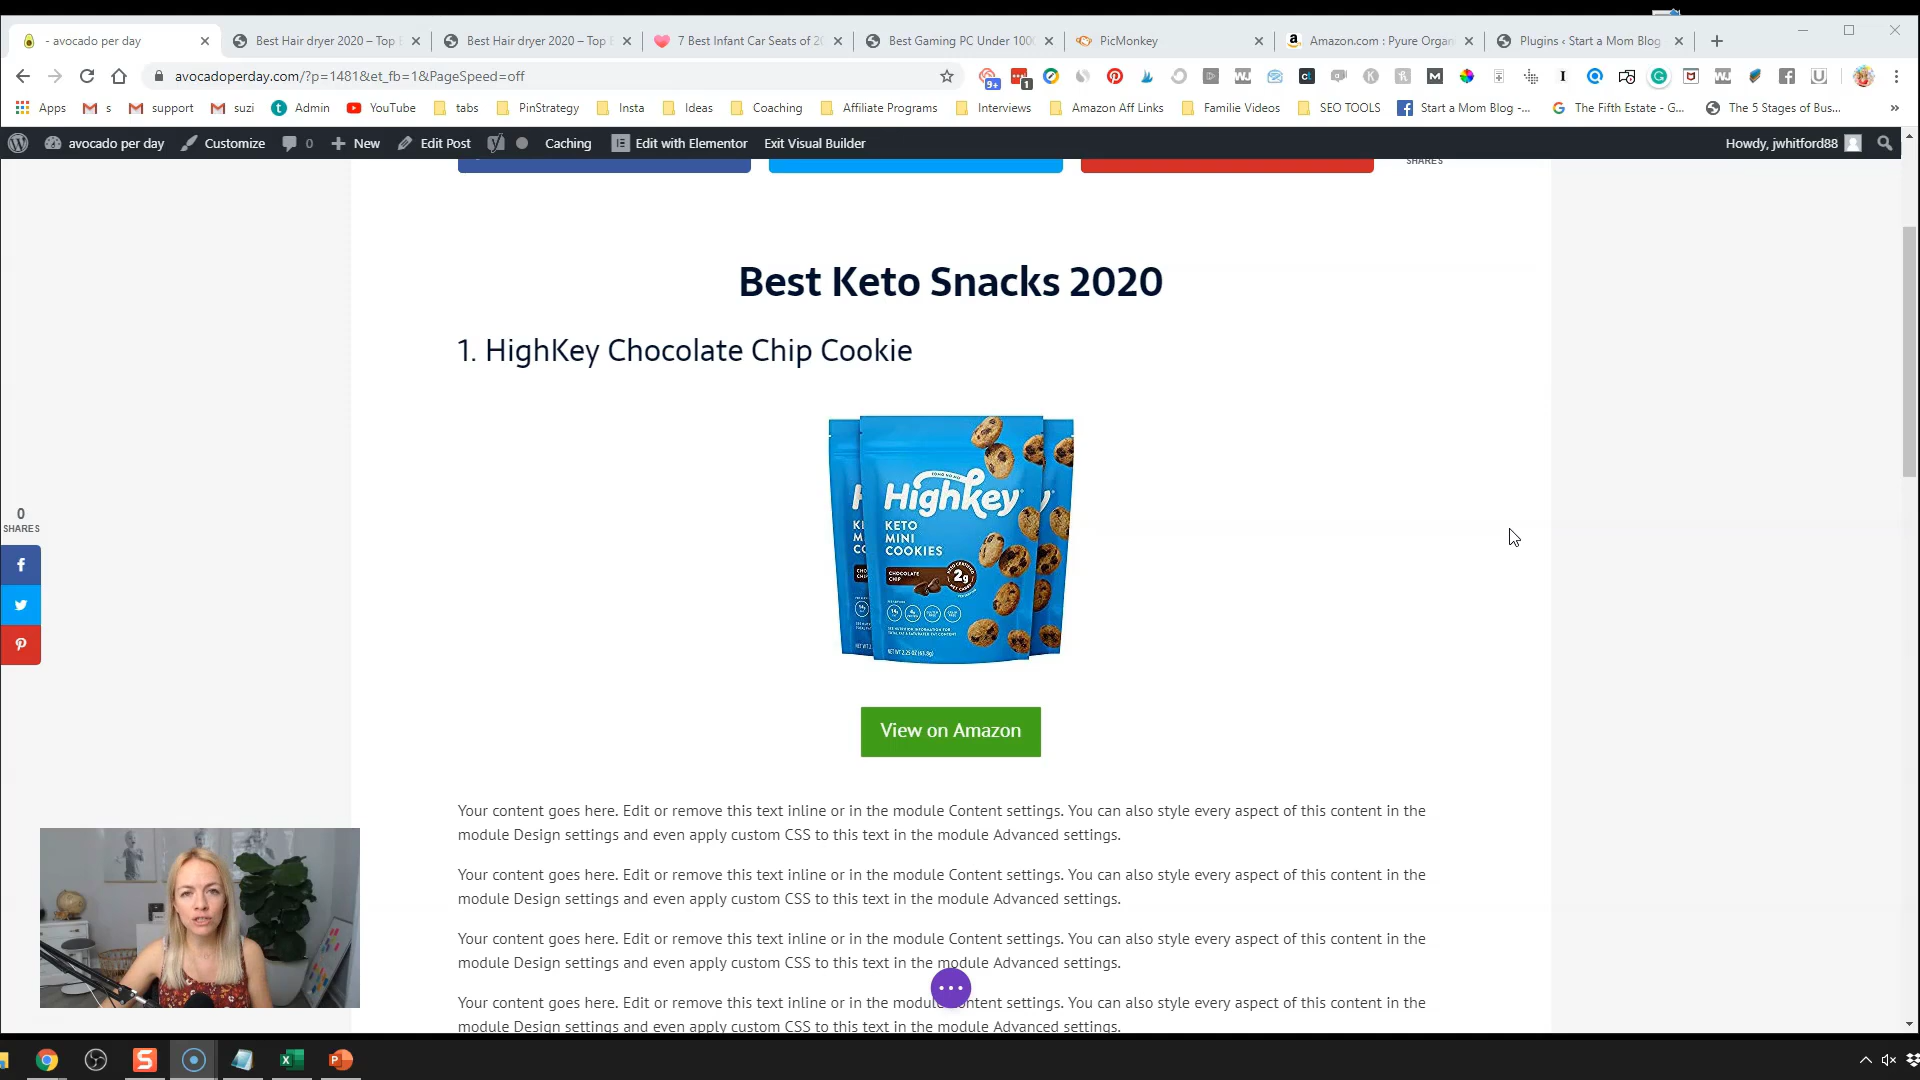 - avocado per day
Best Hair dryer 2020 – Top
Best Hair dryer 2020 – Top
7 Best Infant Car Seats of 20
Best Gaming PC Under 100
PicMonkey
Amazon.com : Pyure Organ
Plugins ‹ Start a Mom Blog
avocadoperday.com/?p=1481&et_fb=1&PageSpeed=off
9+
1
Apps
s
support
suzi
Admin
YouTube
tabs
PinStrategy
Insta
Ideas
Coaching
Affiliate Programs
Interviews
Amazon Aff Links
Familie Videos
SEO TOOLS
Start a Mom Blog -...
The Fifth Estate - G...
The 5 Stages of Bus...
avocado per day
Customize
0
New
Edit Post
Caching
Edit with Elementor
Exit Visual Builder
Howdy, jwhitford88
SHARES
Best Keto Snacks 2020
1. HighKey Chocolate Chip Cookie
Highkey
KETO
MINI
COOKIES
CHOCOLATE
CHIP
2g
NET WT 2.25 OZ (63.8g)
0
SHARES
View on Amazon
Your content goes here. Edit or remove this text inline or in the module Content settings. You can also style every aspect of this content in the
module Design settings and even apply custom CSS to this text in the module Advanced settings.
Your content goes here. Edit or remove this text inline or in the module Content settings. You can also style every aspect of this content in the
module Design settings and even apply custom CSS to this text in the module Advanced settings.
Your content goes here. Edit or remove this text inline or in the module Content settings. You can also style every aspect of this content in the
module Design settings and even apply custom CSS to this text in the module Advanced settings.
Your content goes here. Edit or remove this text inline or in the module Content settings. You can also style every aspect of this content in the
module Design settings and even apply custom CSS to this text in the module Advanced settings.